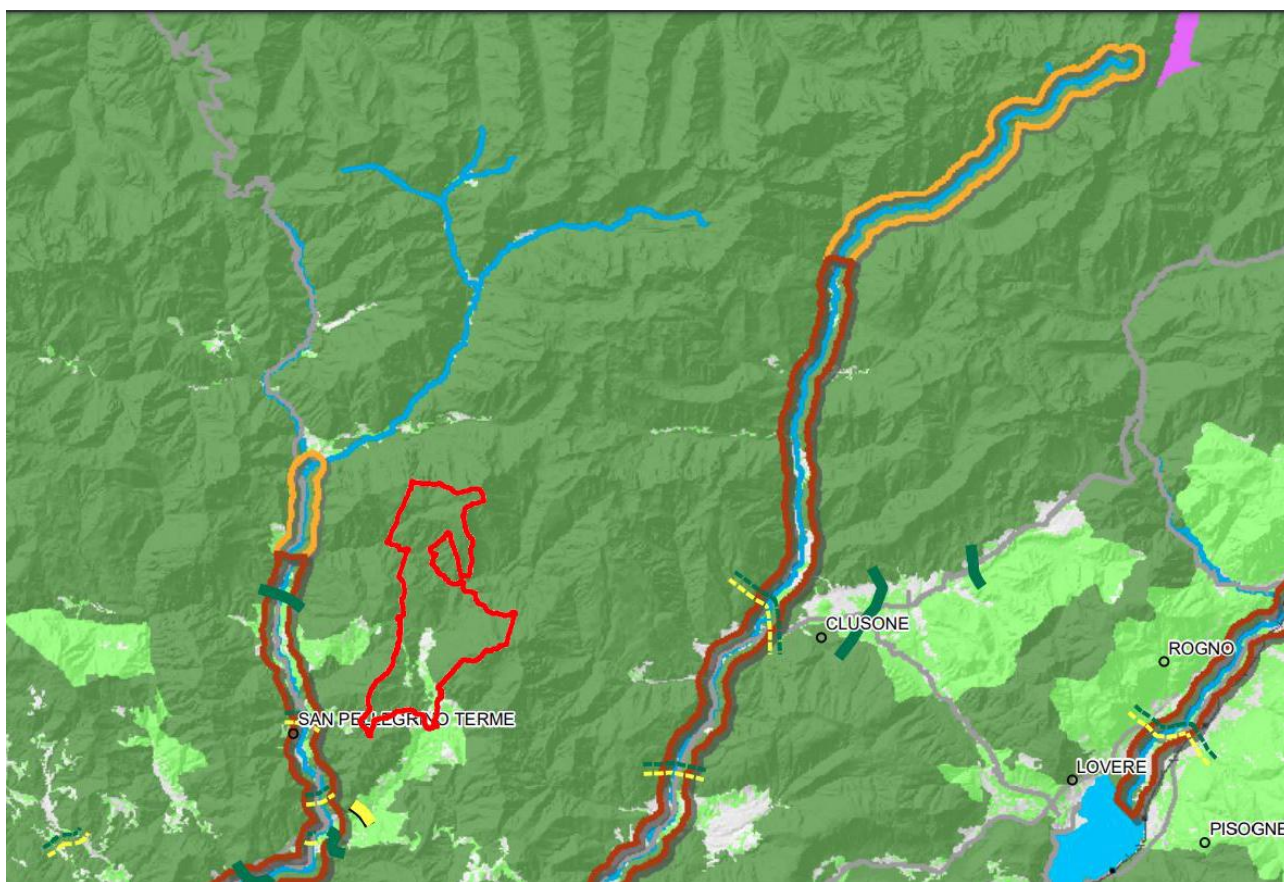 CLUSONE
ROGNO
SAN PELLEGRINO TERME
LOVERE
PISOGNE